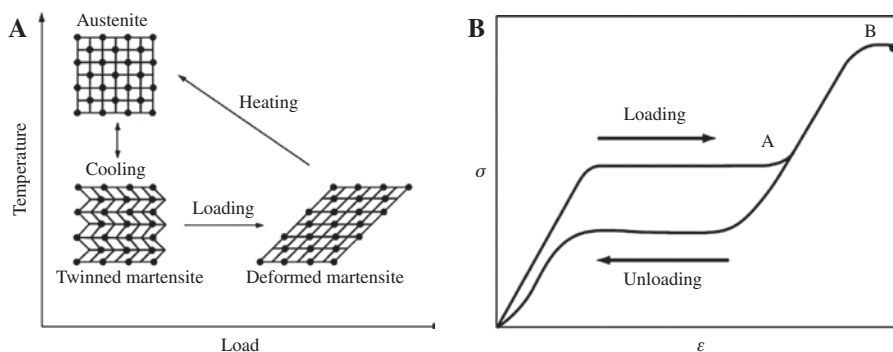 A
Austenite
Heating
Cooling
Loading
Twinned martensite
Deformed martensite
Temperature
Load
B
B
Loading
A
σ
Unloading
ε